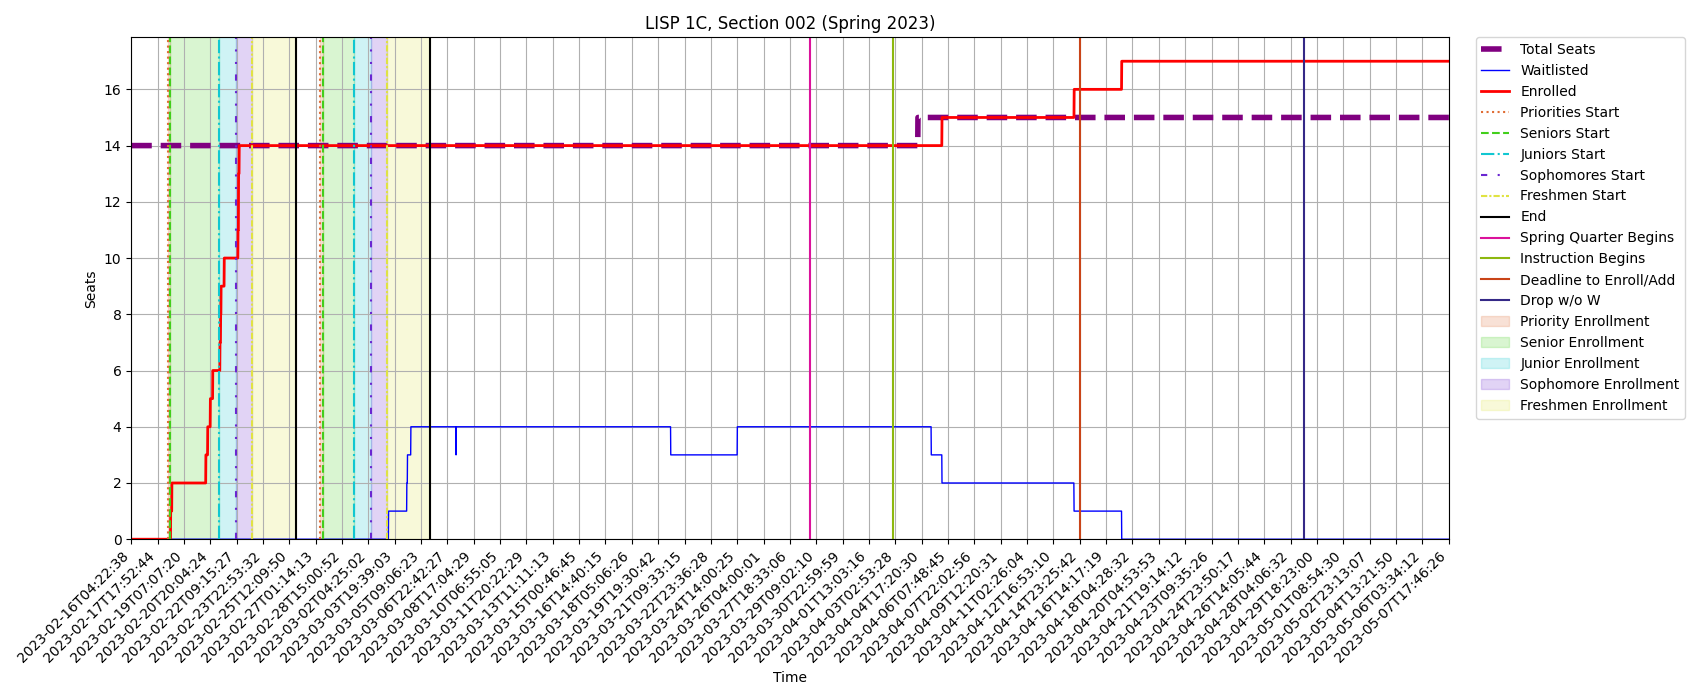 LISP 1C, Section 002 (Spring 2023)
Seats
16
14
12
10
8
6
4
2
0
2023-02-16T04:22:38
2023-02-17T17:52:44
2023-02-19T07:07:20
2023-02-20T20:04:24
2023-02-22T09:15:27
2023-02-23T22:53:32
2023-02-25T12:09:50
2023-02-27T01:14:13
2023-02-28T15:00:52
2023-03-02T04:25:02
2023-03-03T19:39:03
2023-03-05T09:06:23
2023-03-06T22:42:27
2023-03-08T17:04:29
2023-03-10T06:55:05
2023-03-11T20:22:29
2023-03-13T11:11:13
2023-03-15T00:46:45
2023-03-16T14:40:15
2023-03-18T05:06:26
2023-03-19T19:30:42
2023-03-21T09:33:15
2023-03-22T23:36:28
2023-03-24T14:00:25
2023-03-26T04:00:01
2023-03-27T18:33:06
2023-03-29T09:02:10
2023-03-30T22:59:59
2023-04-01T13:03:16
2023-04-03T02:53:28
2023-04-04T17:20:30
2023-04-06T07:48:45
2023-04-07T22:02:56
2023-04-09T12:20:31
2023-04-11T02:26:04
2023-04-12T16:53:10
2023-04-14T23:25:42
2023-04-16T14:17:19
2023-04-18T04:28:32
2023-04-20T04:53:53
2023-04-21T19:14:12
2023-04-23T09:35:26
2023-04-24T23:50:17
2023-04-26T14:05:44
2023-04-28T04:06:32
2023-04-29T18:23:00
2023-05-01T08:54:30
2023-05-02T23:13:07
2023-05-04T13:21:50
2023-05-06T03:34:12
2023-05-07T17:46:26
Time
Total Seats
Waitlisted
Enrolled
Priorities Start
Seniors Start
Juniors Start
Sophomores Start
Freshmen Start
End
Spring Quarter Begins
Instruction Begins
Deadline to Enroll/Add
Drop w/o W
Priority Enrollment
Senior Enrollment
Junior Enrollment
Sophomore Enrollment
Freshmen Enrollment